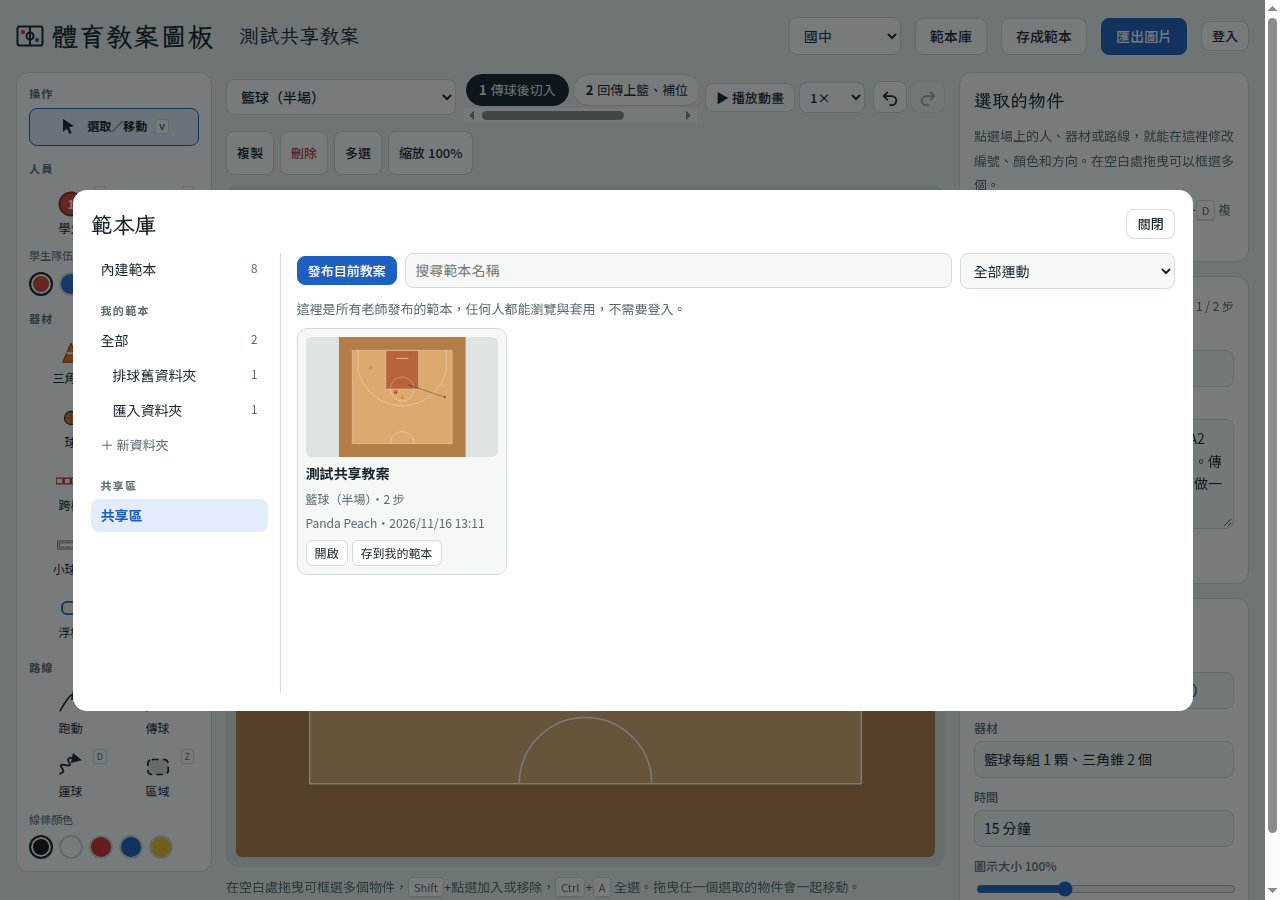 體育教案圖板
測試共享教案
國中
範本庫
存成範本
匯出圖片
登入
操作
選取／移動
V
人員
學生隊伍
器材
路線
跑動
傳球
運球
D
區域
Z
線條顏色
籃球（半場）
1 傳球後切入
2 回傳上籃、補位
▶ 播放動畫
1×
複製
刪除
多選
縮放 100%
選取的物件
點選場上的人、器材或路線，就能在這裡修改
編號、顏色和方向。在空白處拖曳可以框選多
個。
D 複
1 / 2 步
A2
。傳
做一
範本庫
關閉
內建範本 8
我的範本
全部 2
排球舊資料夾 1
匯入資料夾 1
＋ 新資料夾
共享區
共享區
發布目前教案
搜尋範本名稱
全部運動
這裡是所有老師發布的範本，任何人都能瀏覽與套用，不需要登入。
測試共享教案
籃球（半場）・2 步
Panda Peach・2026/11/16 13:11
開啟
存到我的範本
器材
籃球每組 1 顆、三角錐 2 個
時間
15 分鐘
圖示大小 100%
在空白處拖曳可框選多個物件，Shift+點選加入或移除，Ctrl+A 全選。拖曳任一個選取的物件會一起移動。